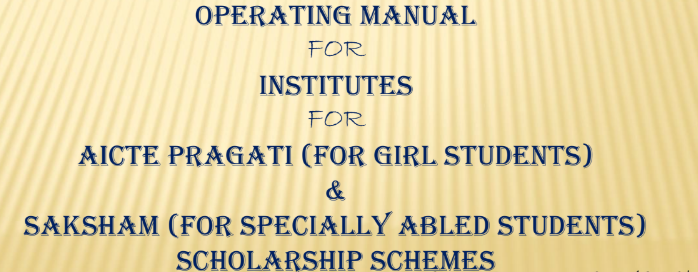 OPERATING MANUAL
FOR
INSTITUTES
FOR
AICTE PRAGATI (FOR GIRL STUDENTS)
&
SAKSHAM (FOR SPECIALLY ABLED STUDENTS)
SCHOLARSHIP SCHEMES